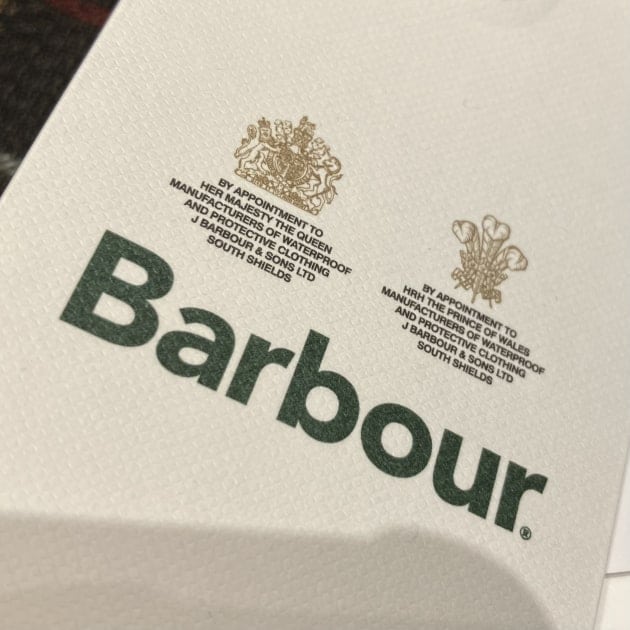 BY APPOINTMENT TO
HER MAJESTY THE QUEEN
MANUFACTURERS OF WATERPROOF
AND PROTECTIVE CLOTHING
J BARBOUR & SONS LTD
SOUTH SHIELDS
BY APPOINTMENT TO
HRH THE PRINCE OF WALES
MANUFACTURERS OF WATERPROOF
AND PROTECTIVE CLOTHING
J BARBOUR & SONS LTD
SOUTH SHIELDS
Barbour®